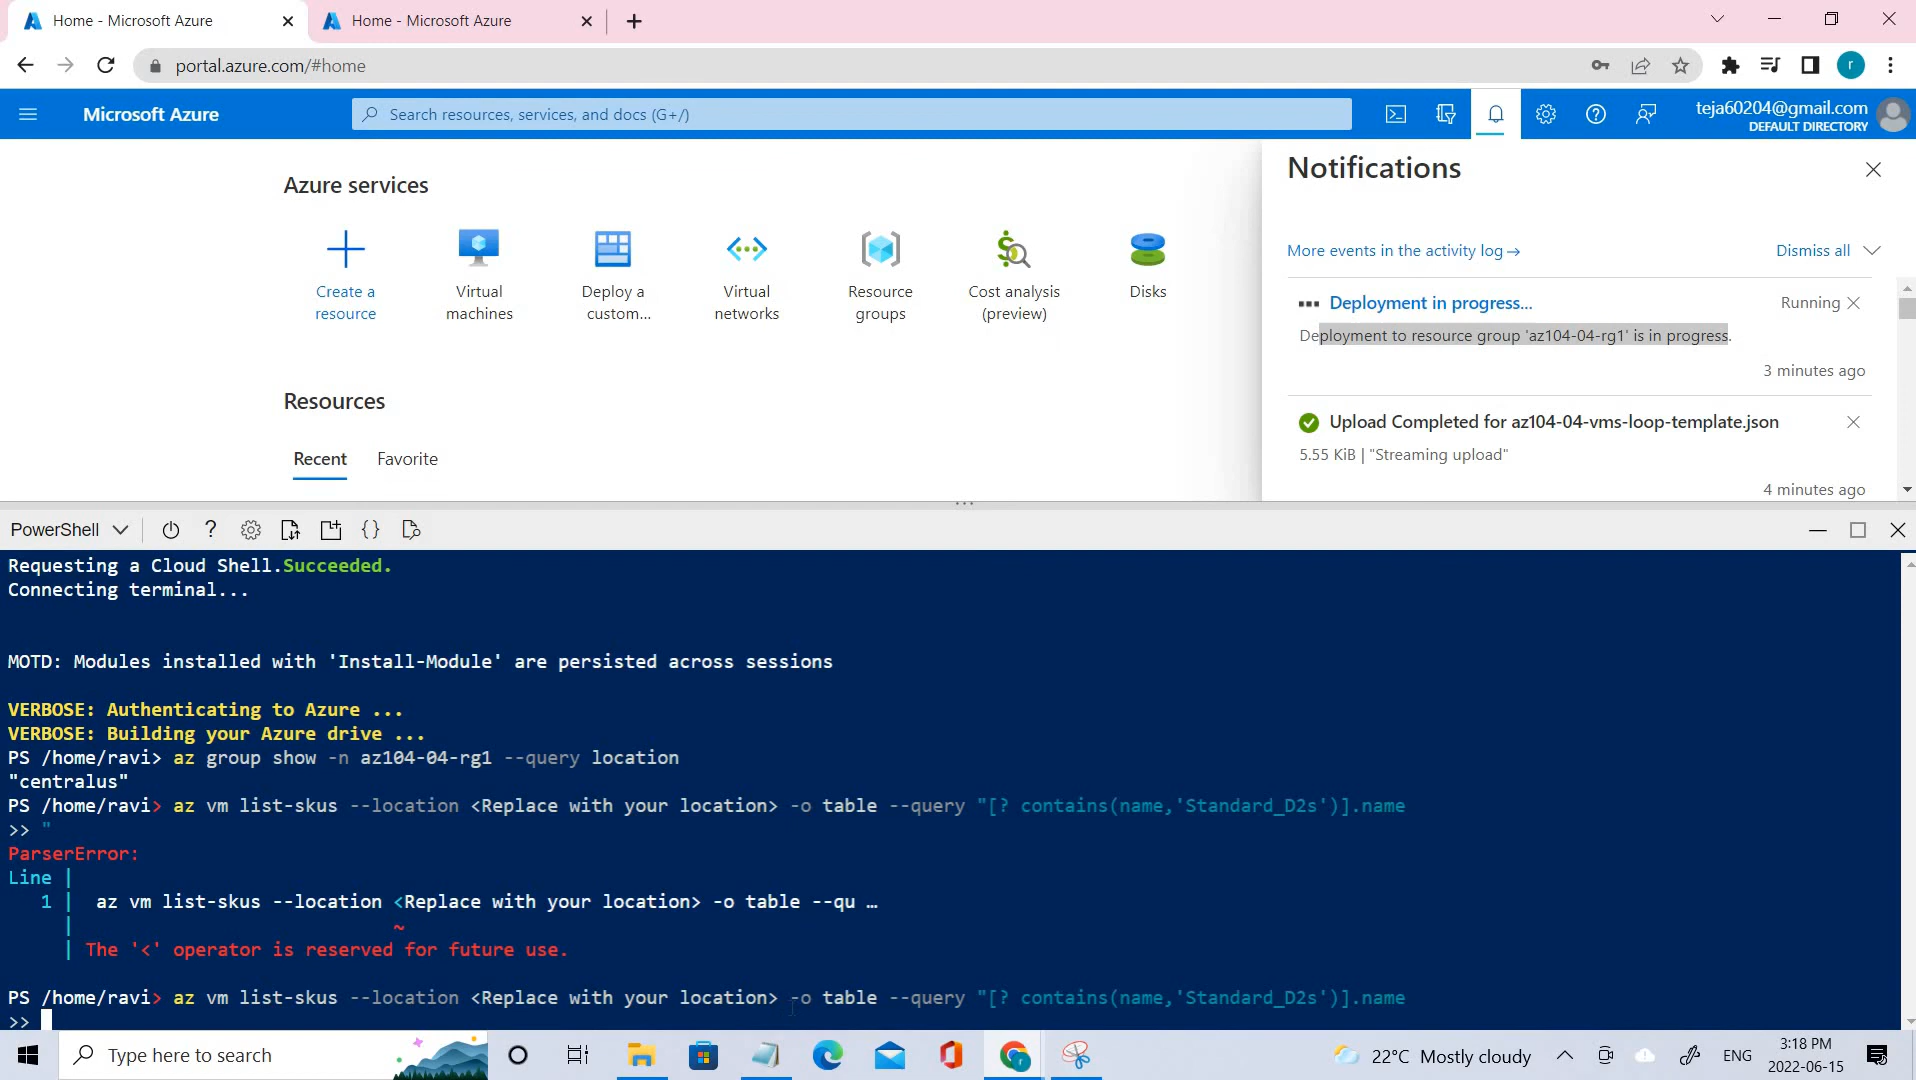 Home - Microsoft Azure
Home - Microsoft Azure
portal.azure.com/#home
r
Microsoft Azure
Search resources, services, and docs (G+/)
teja60204@gmail.com
DEFAULT DIRECTORY
Azure services
Create a resource
Virtual machines
Deploy a custom...
Virtual networks
Resource groups
Cost analysis (preview)
Disks
Resources
Recent
Favorite
Notifications
More events in the activity log →
Dismiss all
Deployment in progress...
Running
Deployment to resource group 'az104-04-rg1' is in progress.
3 minutes ago
Upload Completed for az104-04-vms-loop-template.json
5.55 KiB | "Streaming upload"
4 minutes ago
PowerShell
Requesting a Cloud Shell.Succeeded.
Connecting terminal...
MOTD: Modules installed with 'Install-Module' are persisted across sessions
VERBOSE: Authenticating to Azure ...
VERBOSE: Building your Azure drive ...
PS /home/ravi> az group show -n az104-04-rg1 --query location
"centralus"
PS /home/ravi> az vm list-skus --location <Replace with your location> -o table --query "[? contains(name,'Standard_D2s')].name
>> "
ParserError:
Line |
1 | az vm list-skus --location <Replace with your location> -o table --qu …
| ~
| The '<' operator is reserved for future use.
PS /home/ravi> az vm list-skus --location <Replace with your location> -o table --query "[? contains(name,'Standard_D2s')].name
>>
Type here to search
22°C Mostly cloudy
ENG
3:18 PM
2022-06-15